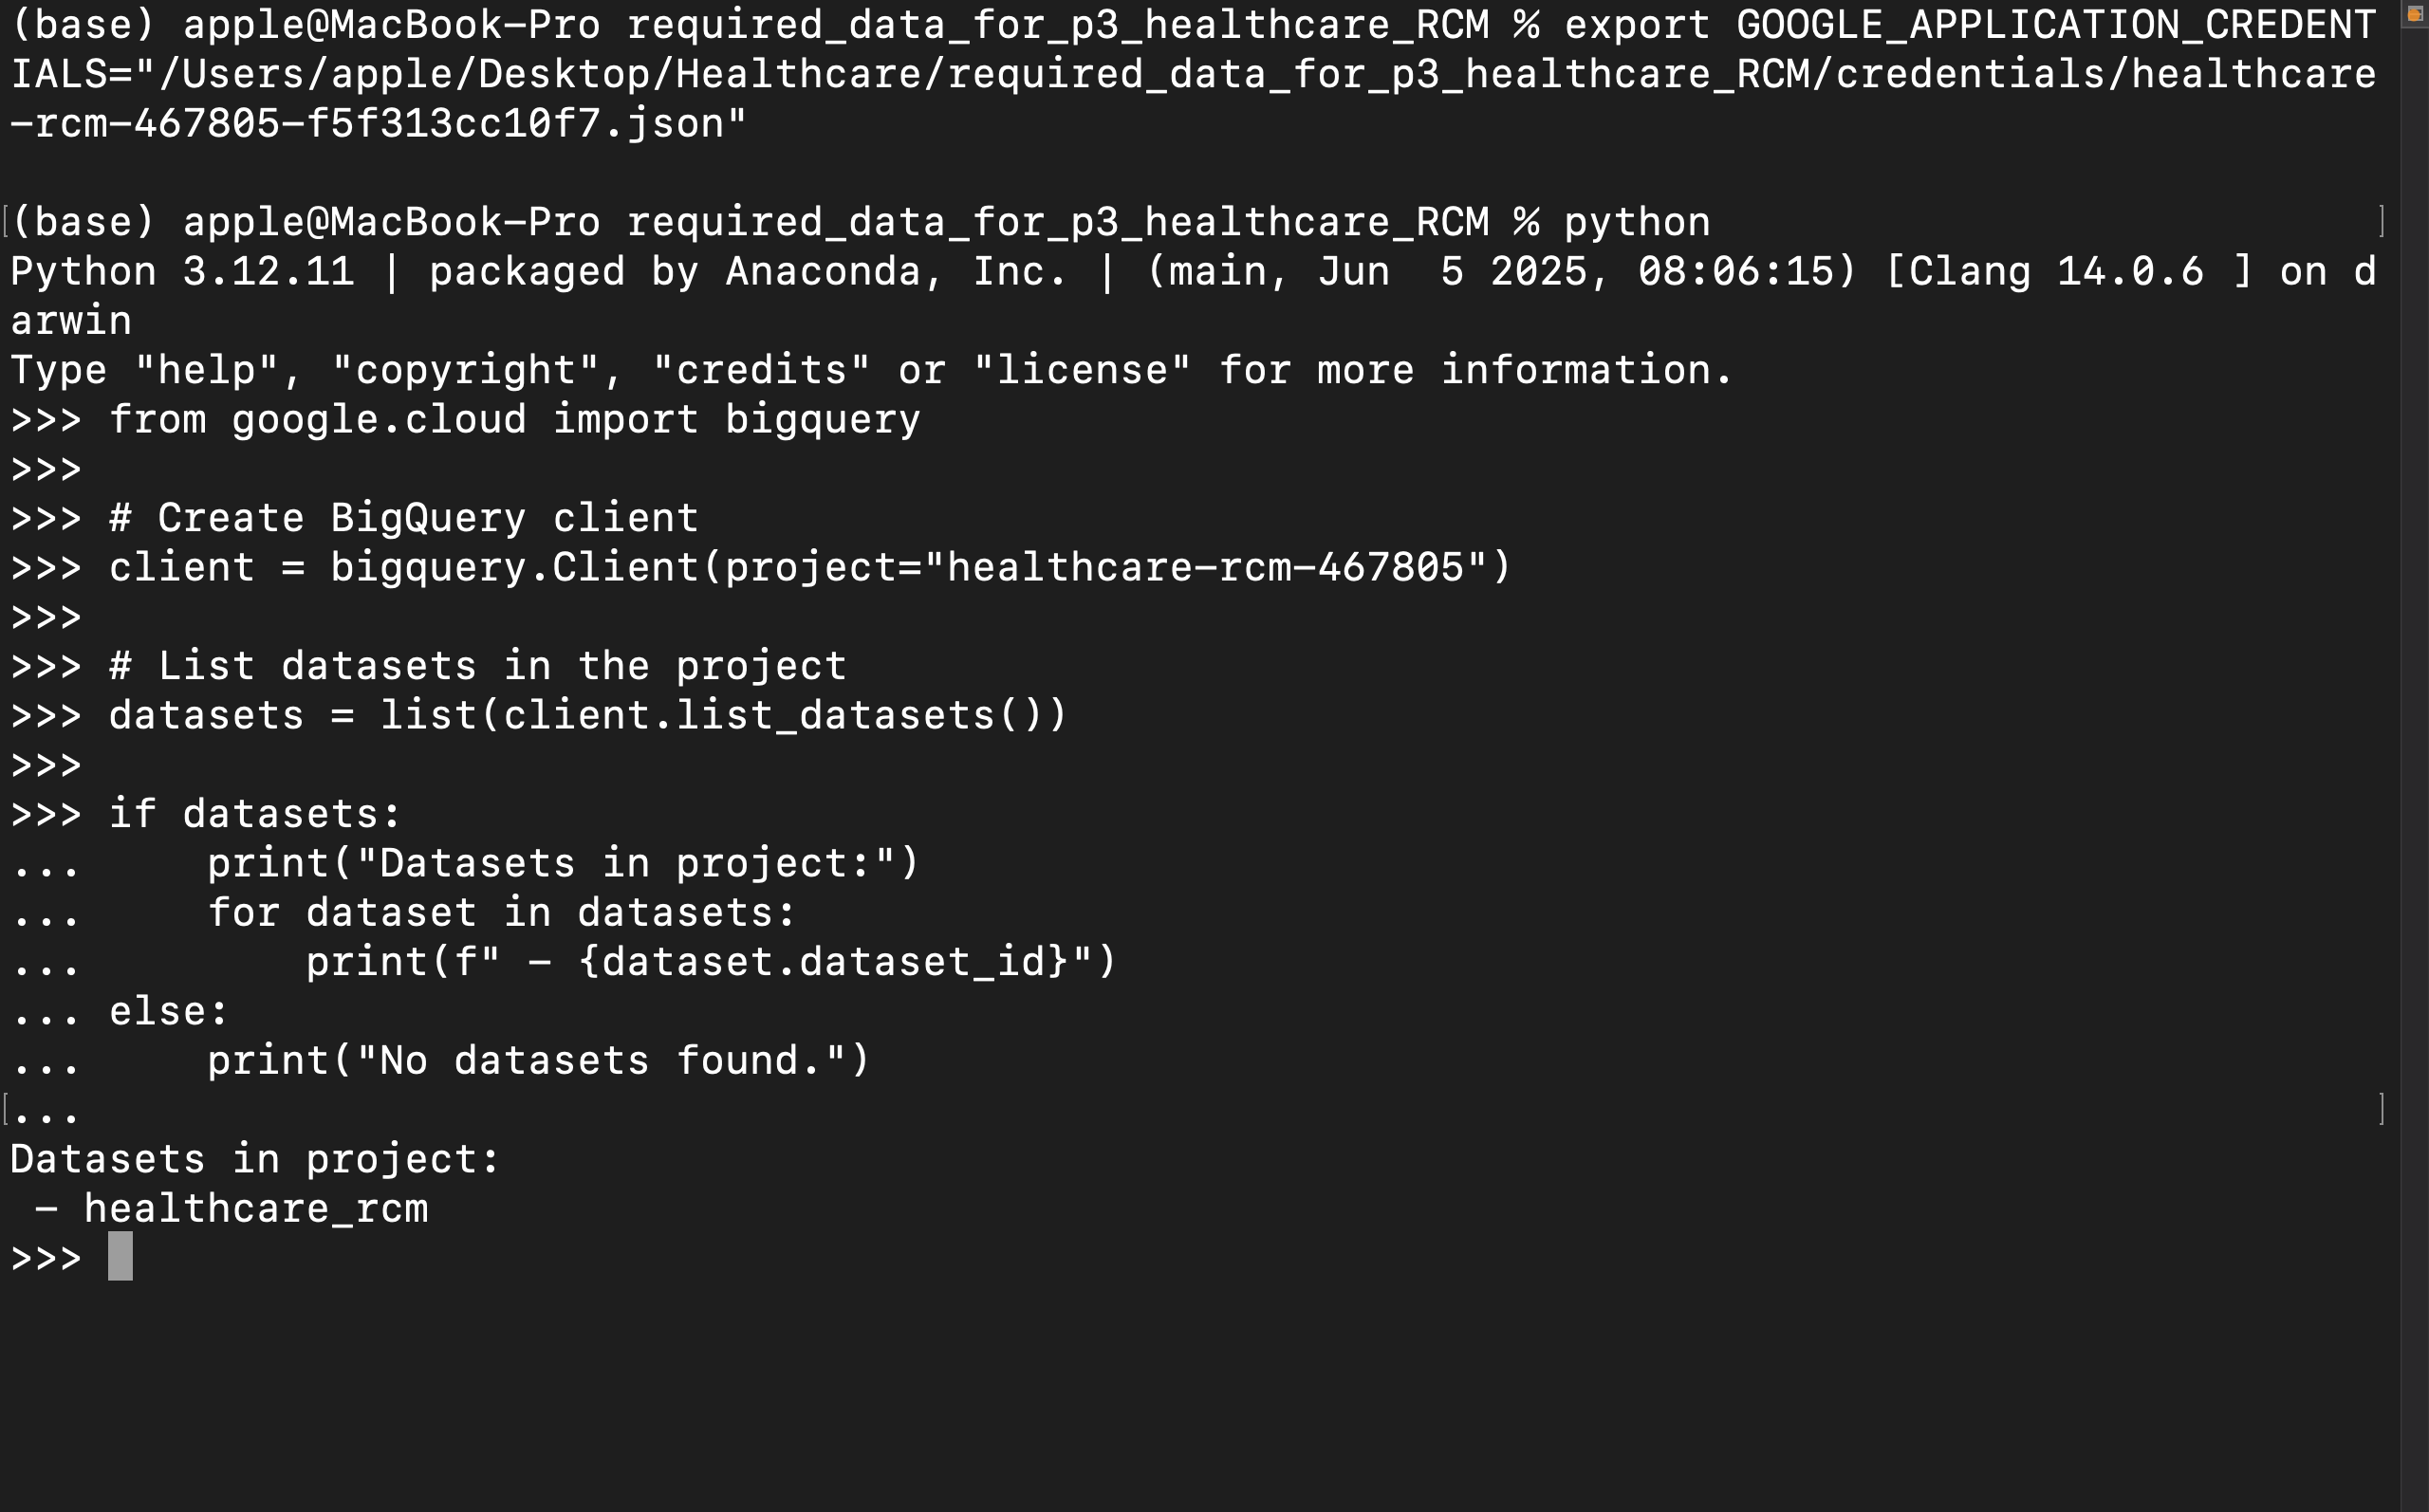 (base) apple@MacBook-Pro required_data_for_p3_healthcare_RCM % export GOOGLE_APPLICATION_CREDENT
IALS="/Users/apple/Desktop/Healthcare/required_data_for_p3_healthcare_RCM/credentials/healthcare
-rcm-467805-f5f313cc10f7.json"
(base) apple@MacBook-Pro required_data_for_p3_healthcare_RCM % python
Python 3.12.11 | packaged by Anaconda, Inc. | (main, Jun  5 2025, 08:06:15) [Clang 14.0.6 ] on d
arwin
Type "help", "copyright", "credits" or "license" for more information.
>>> from google.cloud import bigquery
>>>
>>> # Create BigQuery client
>>> client = bigquery.Client(project="healthcare-rcm-467805")
>>>
>>> # List datasets in the project
>>> datasets = list(client.list_datasets())
>>>
>>> if datasets:
...     print("Datasets in project:")
...     for dataset in datasets:
...         print(f" - {dataset.dataset_id}")
... else:
...     print("No datasets found.")
...
Datasets in project:
 - healthcare_rcm
>>>